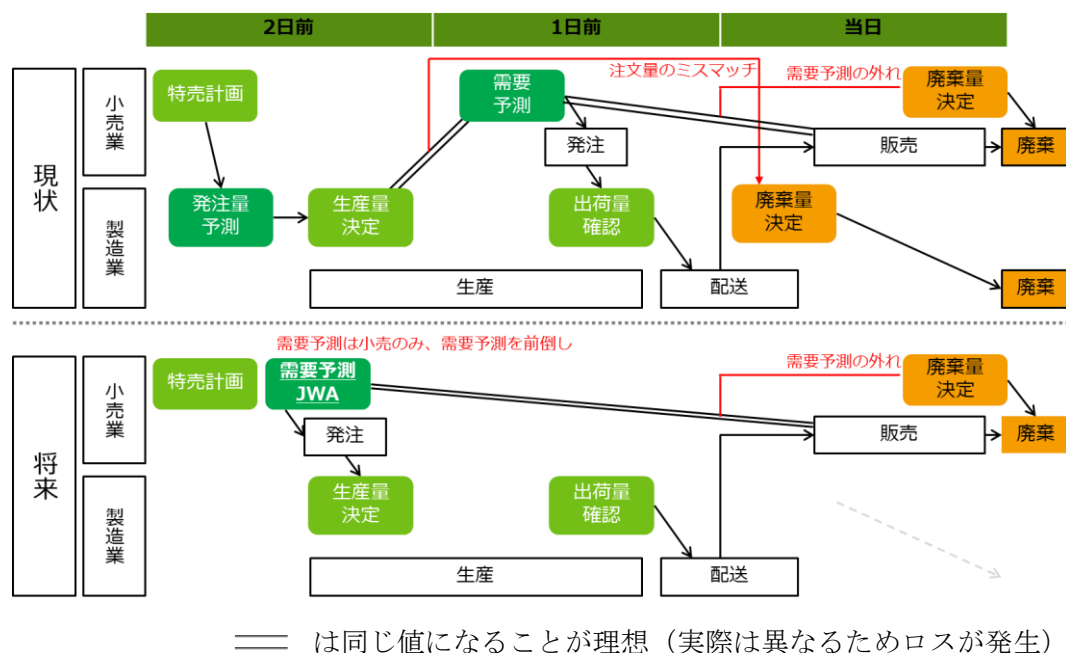 2日前
1日前
当日
現状
小売業
製造業
特売計画
発注量
予測
生産量
決定
需要
予測
発注
出荷量
確認
注文量のミスマッチ
需要予測の外れ
廃棄量
決定
廃棄量
決定
販売
廃棄
生産
配送
廃棄
将来
小売業
製造業
需要予測は小売のみ、需要予測を前倒し
特売計画
需要予測
JWA
発注
生産量
決定
出荷量
確認
需要予測の外れ
廃棄量
決定
販売
廃棄
生産
配送
は同じ値になることが理想（実際は異なるためロスが発生）